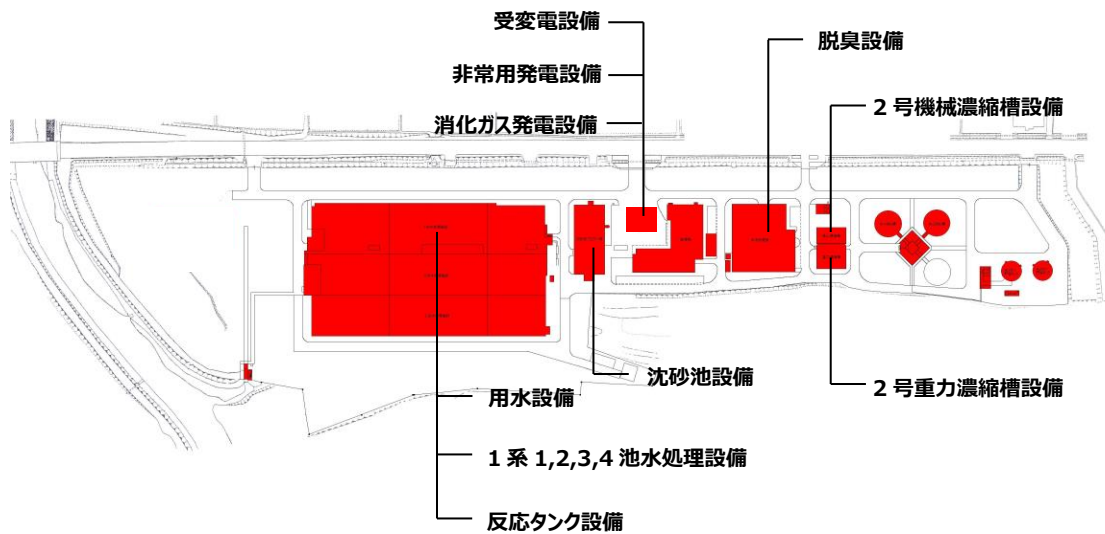 受変電設備
非常用発電設備
消化ガス発電設備
脱臭設備
2号機械濃縮槽設備
沈砂池設備
2号重力濃縮槽設備
用水設備
1系1,2,3,4池水処理設備
反応タンク設備